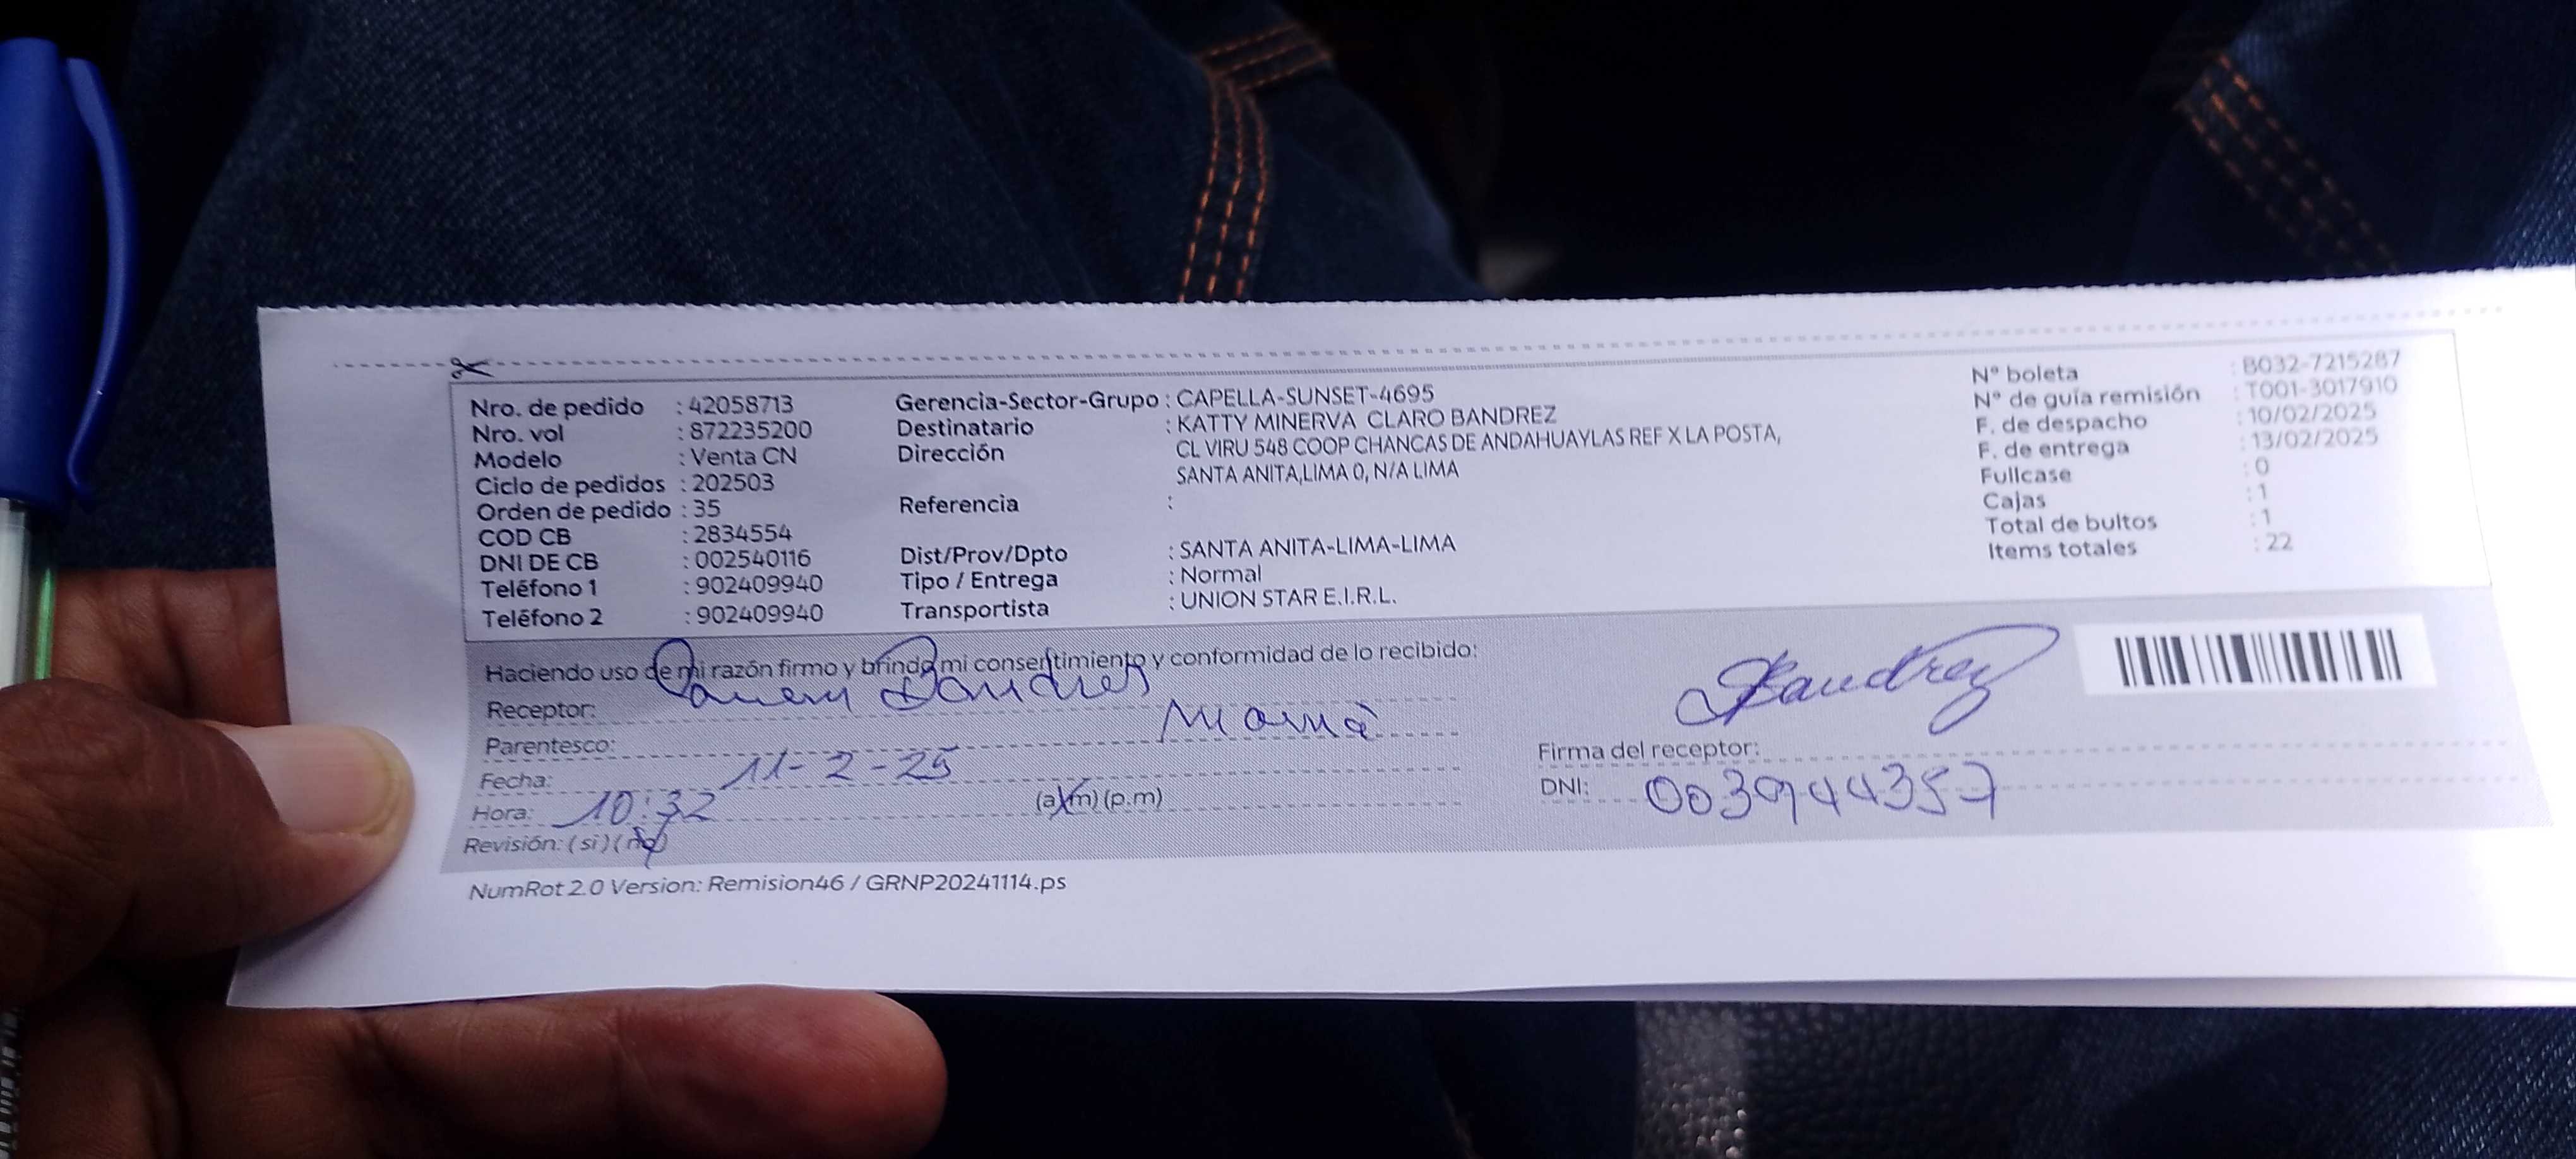 Nro. de pedido : 42058713
Nro. vol : 872235200
Modelo : Venta CN
Ciclo de pedidos : 202503
Orden de pedido : 35
COD CB : 2834554
DNI DE CB : 002540116
Teléfono 1 : 902409940
Teléfono 2 : 902409940
Gerencia-Sector-Grupo : CAPELLA-SUNSET-4695
Destinatario : KATTY MINERVA CLARO BANDREZ
Dirección CL VIRU 548 COOP CHANCAS DE ANDAHUAYLAS REF X LA POSTA,
SANTA ANITA,LIMA 0, N/A LIMA
Referencia :
Dist/Prov/Dpto : SANTA ANITA-LIMA-LIMA
Tipo / Entrega : Normal
Transportista : UNION STAR E.I.R.L.
N° boleta : B032-7215287
N° de guía remisión : T001-3017910
F. de despacho : 10/02/2025
F. de entrega : 13/02/2025
Fullcase : 0
Cajas : 1
Total de bultos : 1
Items totales : 22
Haciendo uso de mi razón firmo y brindo mi consentimiento y conformidad de lo recibido:
Receptor: Bandres
Parentesco: Mamá
Fecha: 11-2-25
Hora: 10:32 (a.m) (p.m)
Revisión: (si) (no)
Bandrez
Firma del receptor:
DNI: 003944357
NumRot 2.0 Version: Remision46 / GRNP20241114.ps